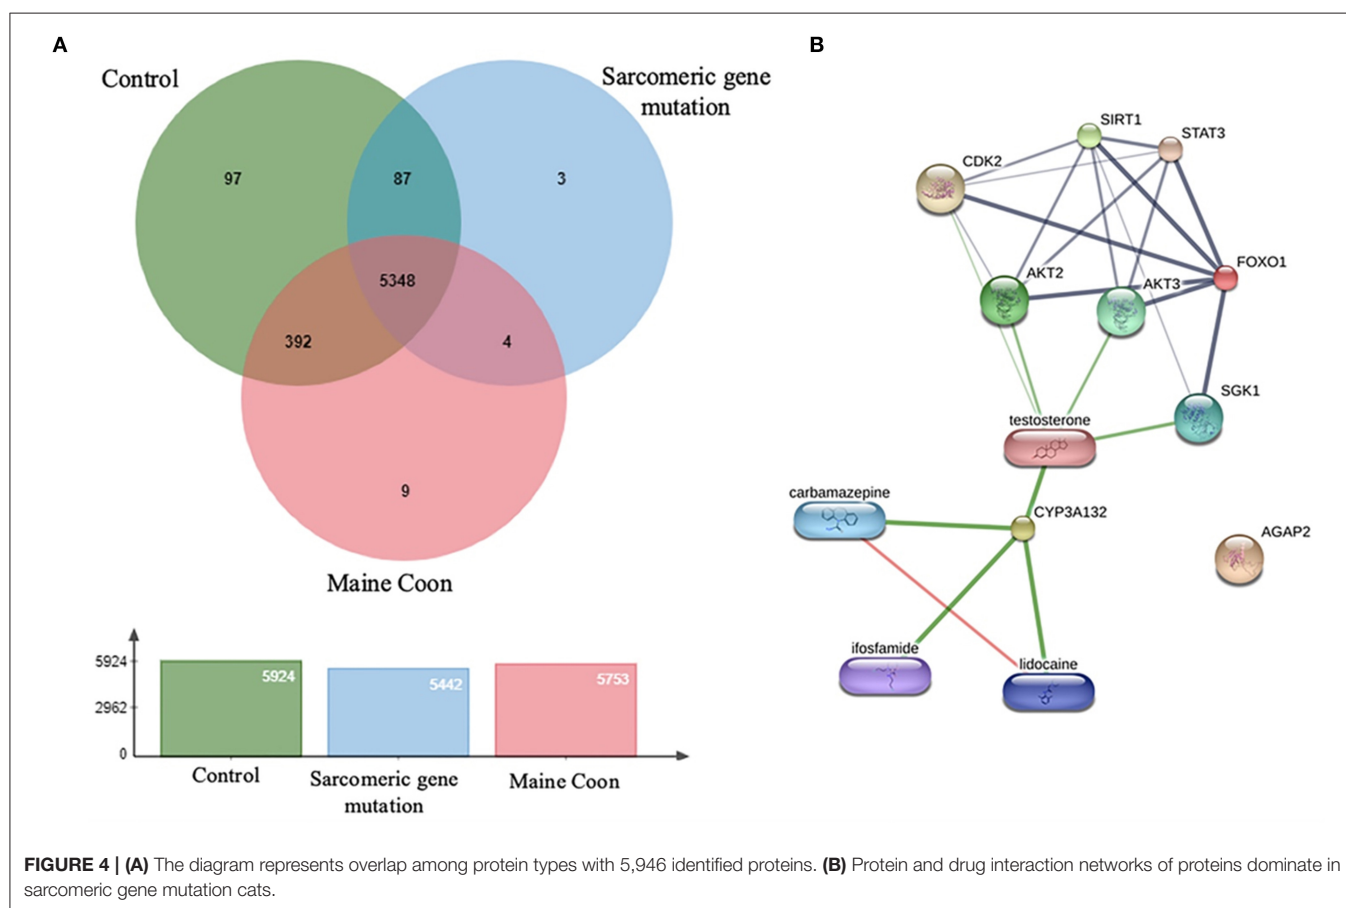 A
Control
Sarcomeric gene
mutation
97
87
3
5348
392
4
9
Maine Coon
5924
2962
0
5924
5442
5753
Control
Sarcomeric gene
mutation
Maine Coon
B
SIRT1
STAT3
CDK2
FOXO1
AKT2
AKT3
SGK1
testosterone
carbamazepine
CYP3A132
AGAP2
ifosfamide
lidocaine
FIGURE 4 | (A) The diagram represents overlap among protein types with 5,946 identified proteins. (B) Protein and drug interaction networks of proteins dominate in
sarcomeric gene mutation cats.